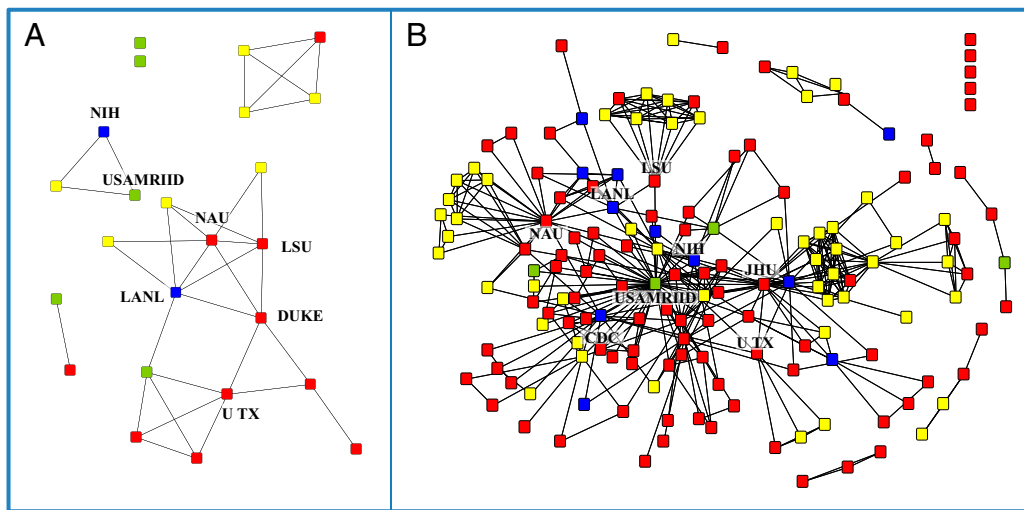 A
NIH
USAMRIID
NAU
LSU
LANL
DUKE
U TX
B
LSU
LANL
NAU
NIH
JHU
USAMRIID
CDC
U TX